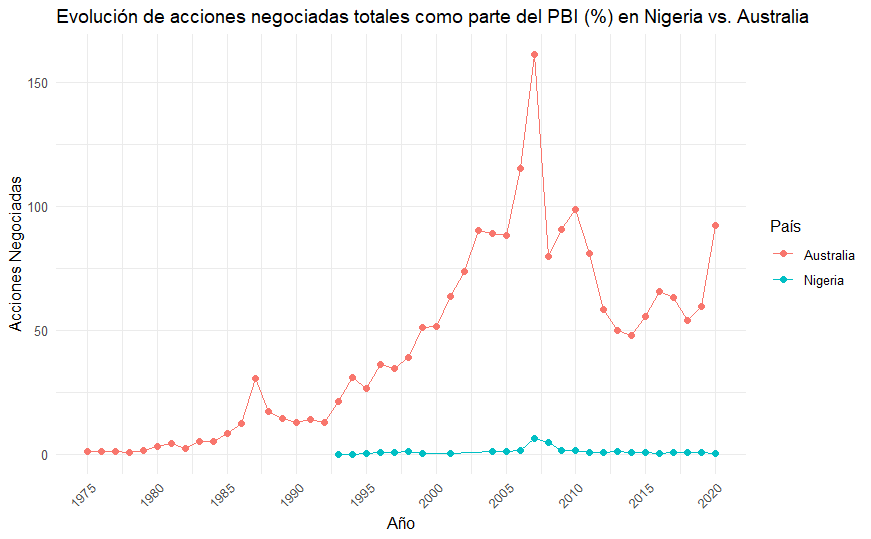 Evolución de acciones negociadas totales como parte del PBI (%) en Nigeria vs. Australia
Acciones Negociadas
150
100
50
0
1975
1980
1985
1990
1995
2000
2005
2010
2015
2020
Año
País
Australia
Nigeria